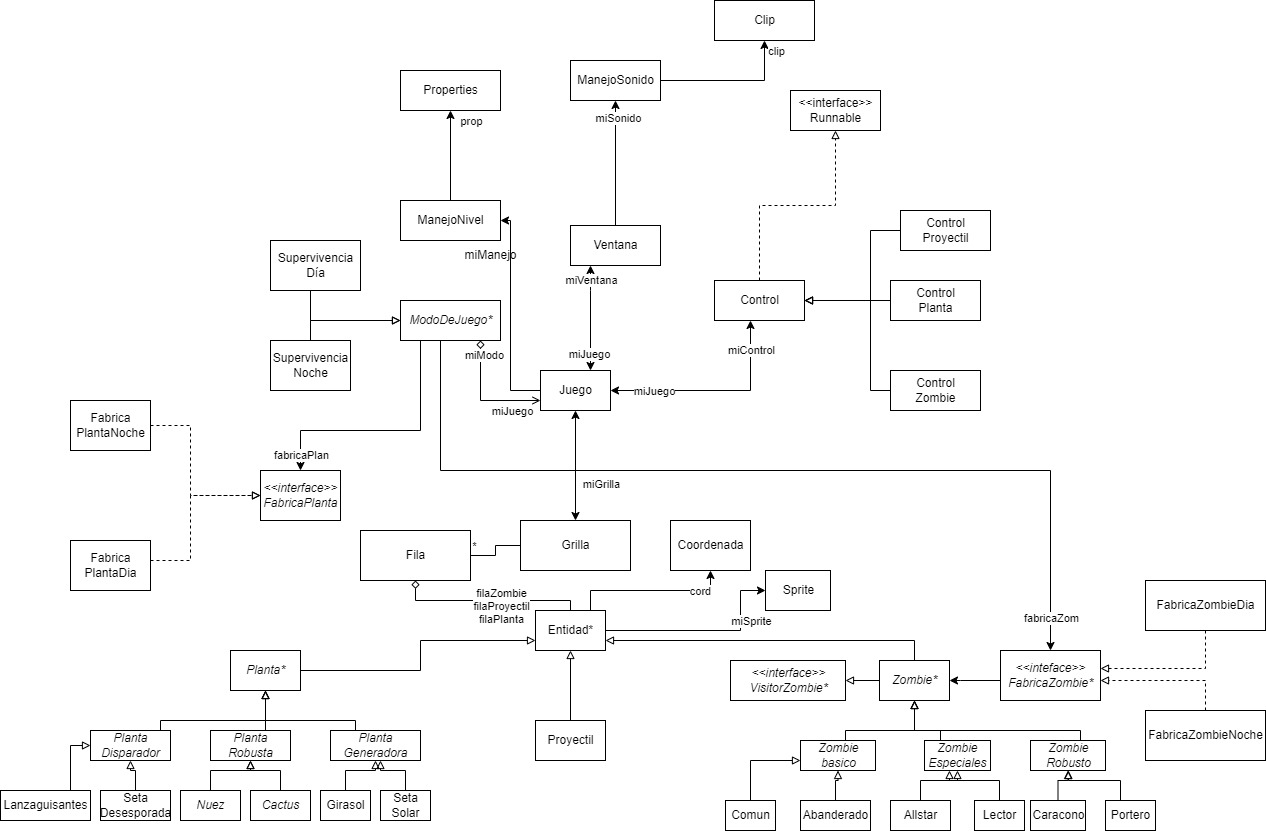 Clip
clip
ManejoSonido
Properties
<<interface>>
Runnable
prop
miSonido
ManejoNivel
Control
Proyectil
Ventana
Supervivencia
Día
miManejo
miVentana
Control
Control
Planta
ModoDeJuego*
Supervivencia
Noche
miModo
miJuego
miControl
Juego
miJuego
Control
Zombie
miJuego
Fabrica
PlantaNoche
fabricaPlan
<<interface>>
FabricaPlanta
miGrilla
Fabrica
PlantaDia
Fila
*
Grilla
Coordenada
filaZombie
filaProyectil
filaPlanta
cord
Sprite
miSprite
Entidad*
fabricaZom
FabricaZombieDia
Planta*
<<interface>>
VisitorZombie*
Zombie*
<<inteface>>
FabricaZombie*
FabricaZombieNoche
Planta
Disparador
Planta
Robusta
Planta
Generadora
Proyectil
Zombie
basico
Zombie
Especiales
Zombie
Robusto
Lanzaguisantes
Seta
Desesporada
Nuez
Cactus
Girasol
Seta
Solar
Comun
Abanderado
Allstar
Lector
Caracono
Portero